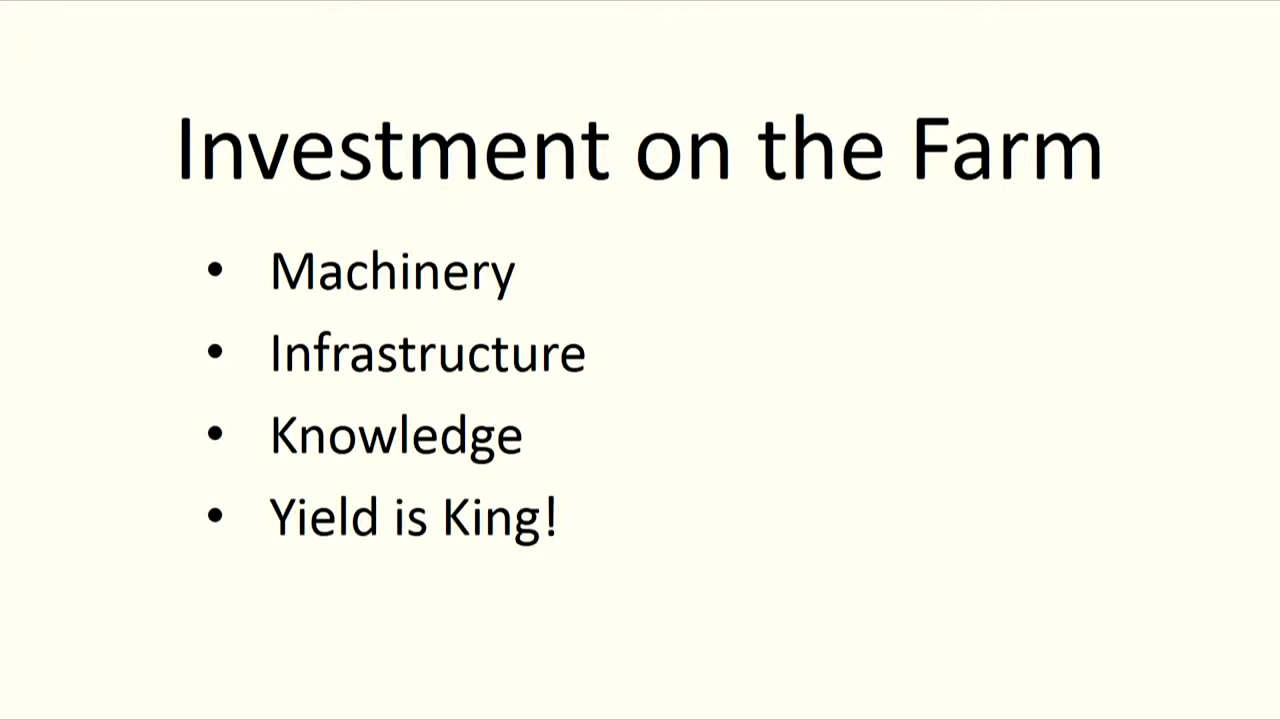 Investment on the Farm
• Machinery
• Infrastructure
• Knowledge
• Yield is King!